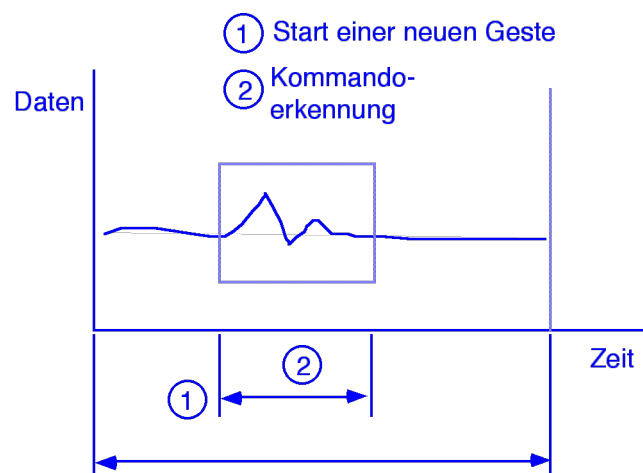 1 Start einer neuen Geste
2 Kommando-
erkennung
Daten
Zeit
2
1